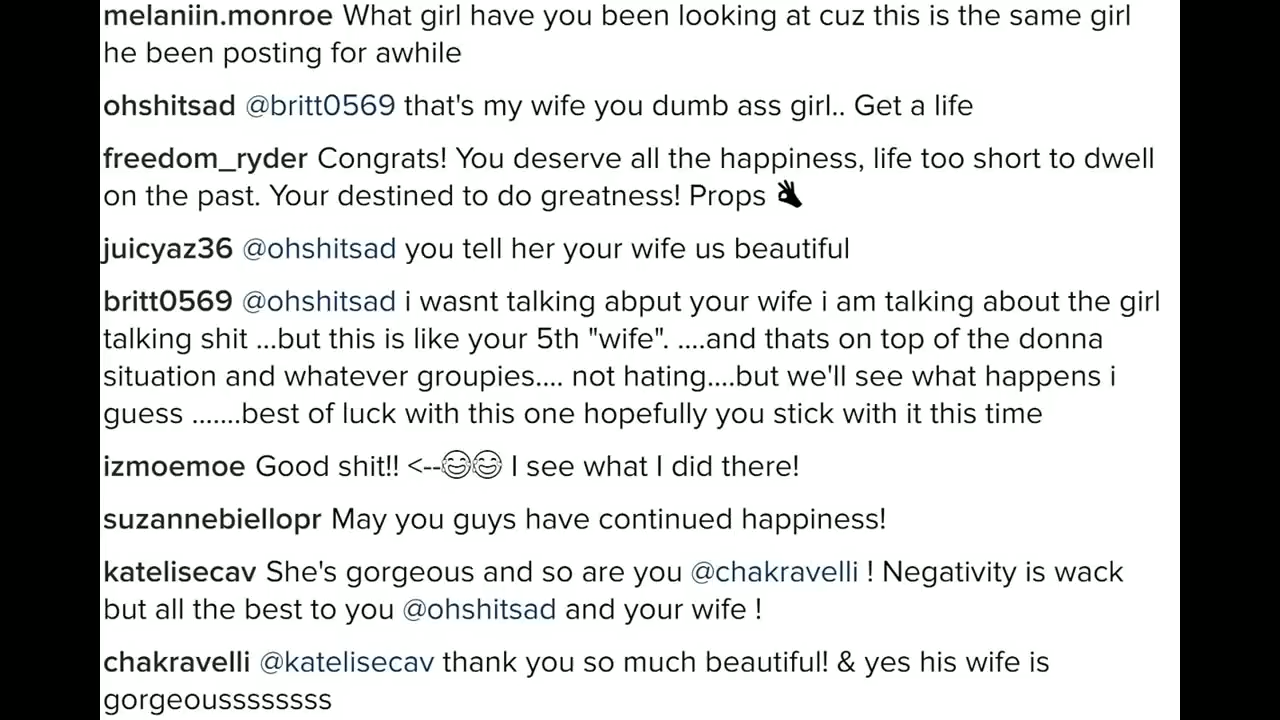 melaniin.monroe What girl have you been looking at cuz this is the same girl
he been posting for awhile
ohshitsad @britt0569 that's my wife you dumb ass girl.. Get a life
freedom_ryder Congrats! You deserve all the happiness, life too short to dwell
on the past. Your destined to do greatness! Props 👌
juicyaz36 @ohshitsad you tell her your wife us beautiful
britt0569 @ohshitsad i wasnt talking abput your wife i am talking about the girl
talking shit ...but this is like your 5th "wife". ....and thats on top of the donna
situation and whatever groupies.... not hating....but we'll see what happens i
guess .......best of luck with this one hopefully you stick with it this time
izmoemoe Good shit!! <--😂😂 I see what I did there!
suzannebiellopr May you guys have continued happiness!
katelisecav She's gorgeous and so are you @chakravelli ! Negativity is wack
but all the best to you @ohshitsad and your wife !
chakravelli @katelisecav thank you so much beautiful! & yes his wife is
gorgeoussssssss